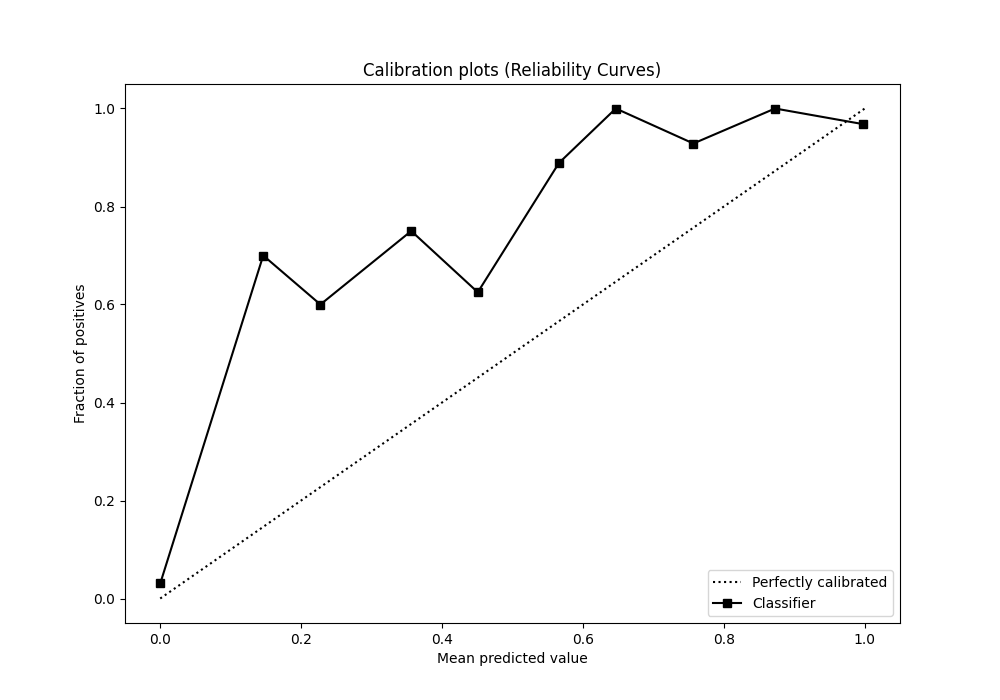 Calibration plots (Reliability Curves)
1.0
0.8
0.6
0.4
0.2
0.0
Fraction of positives
0.0 0.2 0.4 0.6 0.8 1.0
Mean predicted value
Perfectly calibrated
Classifier